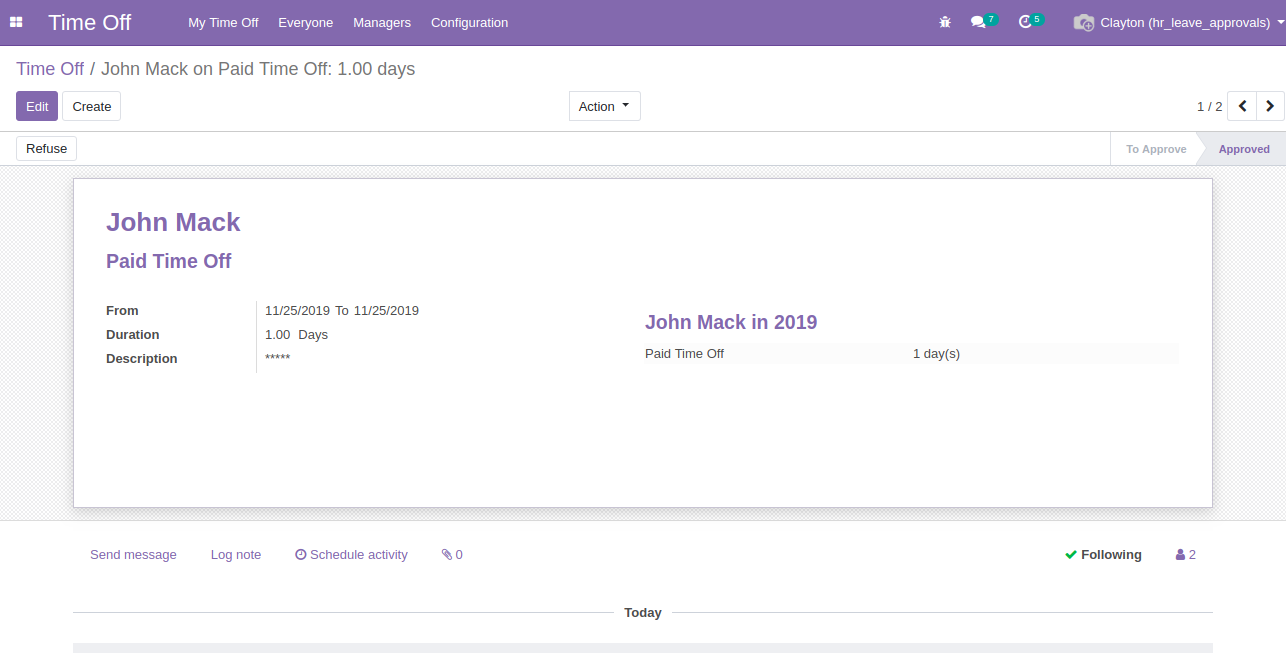 Time Off My Time Off Everyone Managers Configuration 7 5 Clayton (hr_leave_approvals)
Time Off / John Mack on Paid Time Off: 1.00 days
Edit Create Action 1 / 2
Refuse To Approve Approved
John Mack
Paid Time Off
From 11/25/2019 To 11/25/2019
Duration 1.00 Days
Description *****
John Mack in 2019
Paid Time Off 1 day(s)
Send message Log note Schedule activity 0 Following 2
Today